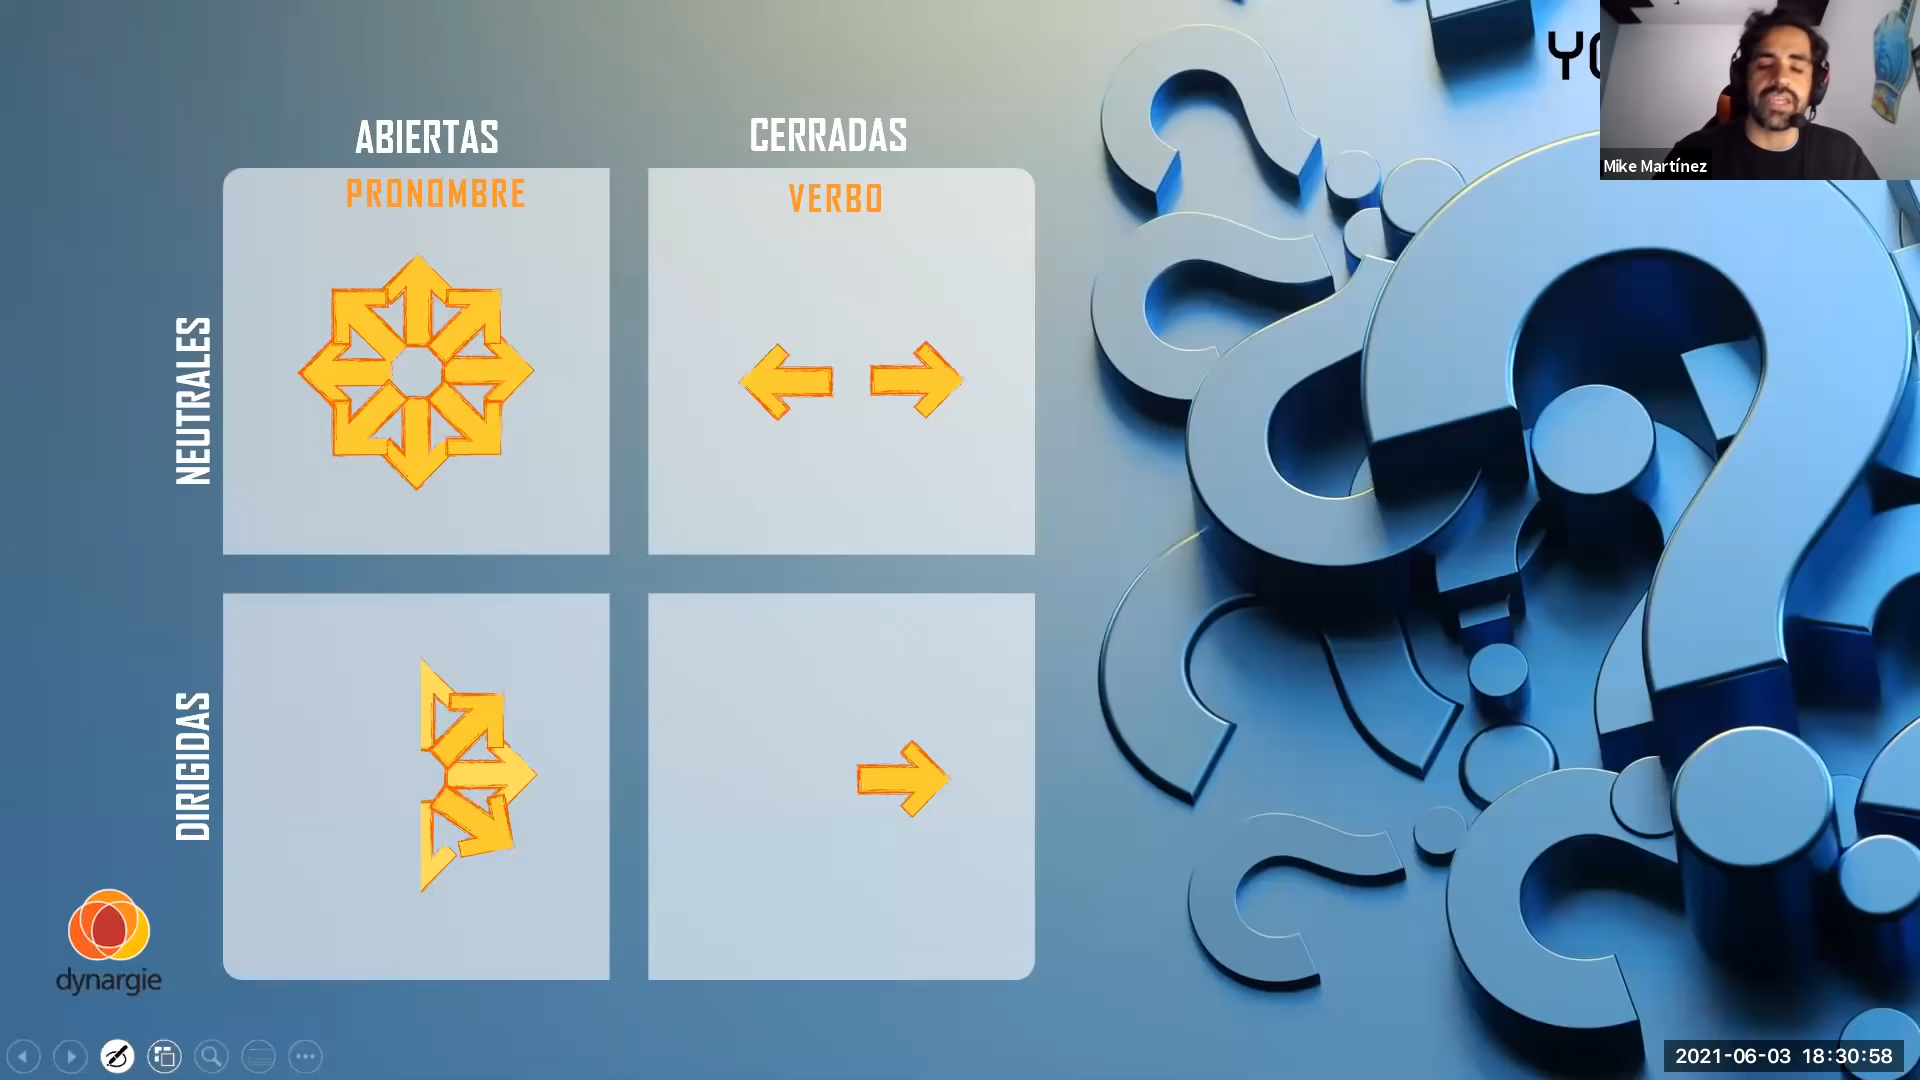 ABIERTAS
CERRADAS
PRONOMBRE
VERBO
NEUTRALES
DIRIGIDAS
dynargie
Mike Martínez
2021-06-03 18:30:58